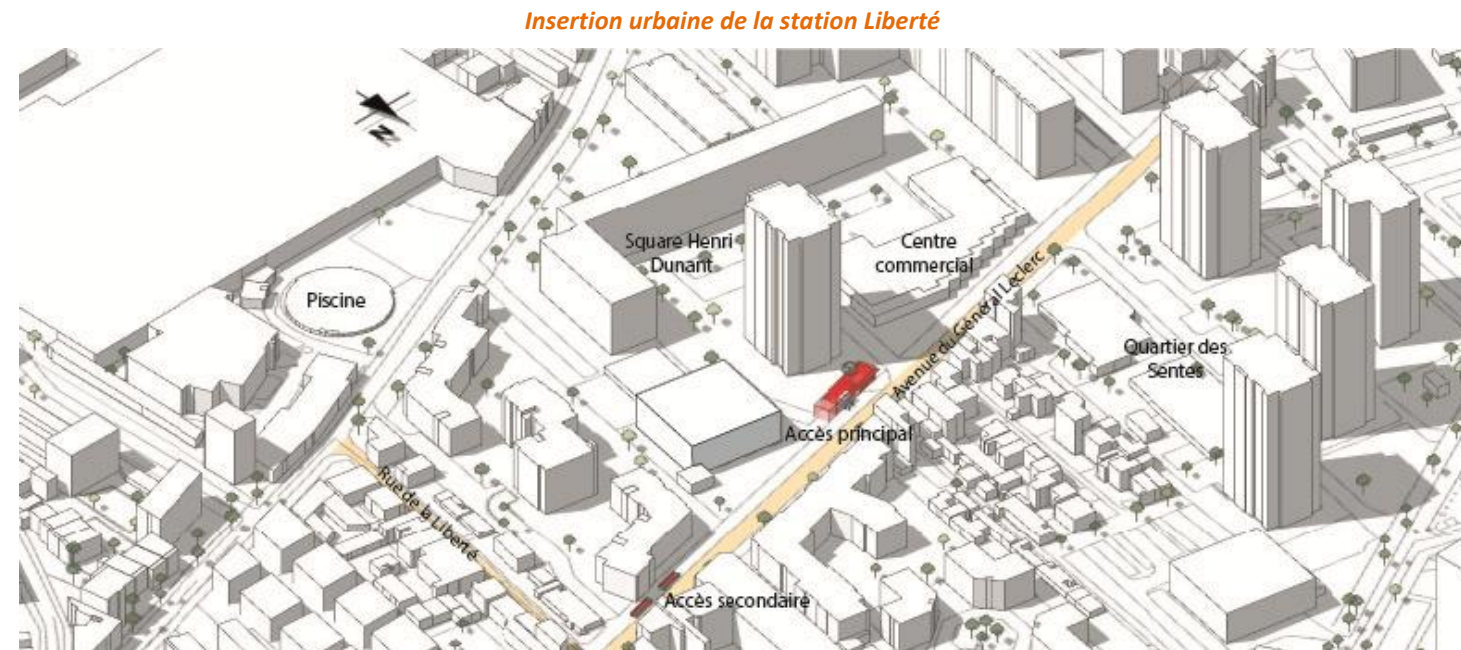 Insertion urbaine de la station Liberté
N
Square Henri
Dunant
Centre
commercial
Piscine
Avenue du Général Leclerc
Quartier des
Sentes
Accès principal
Rue de la Liberté
Accès secondaire